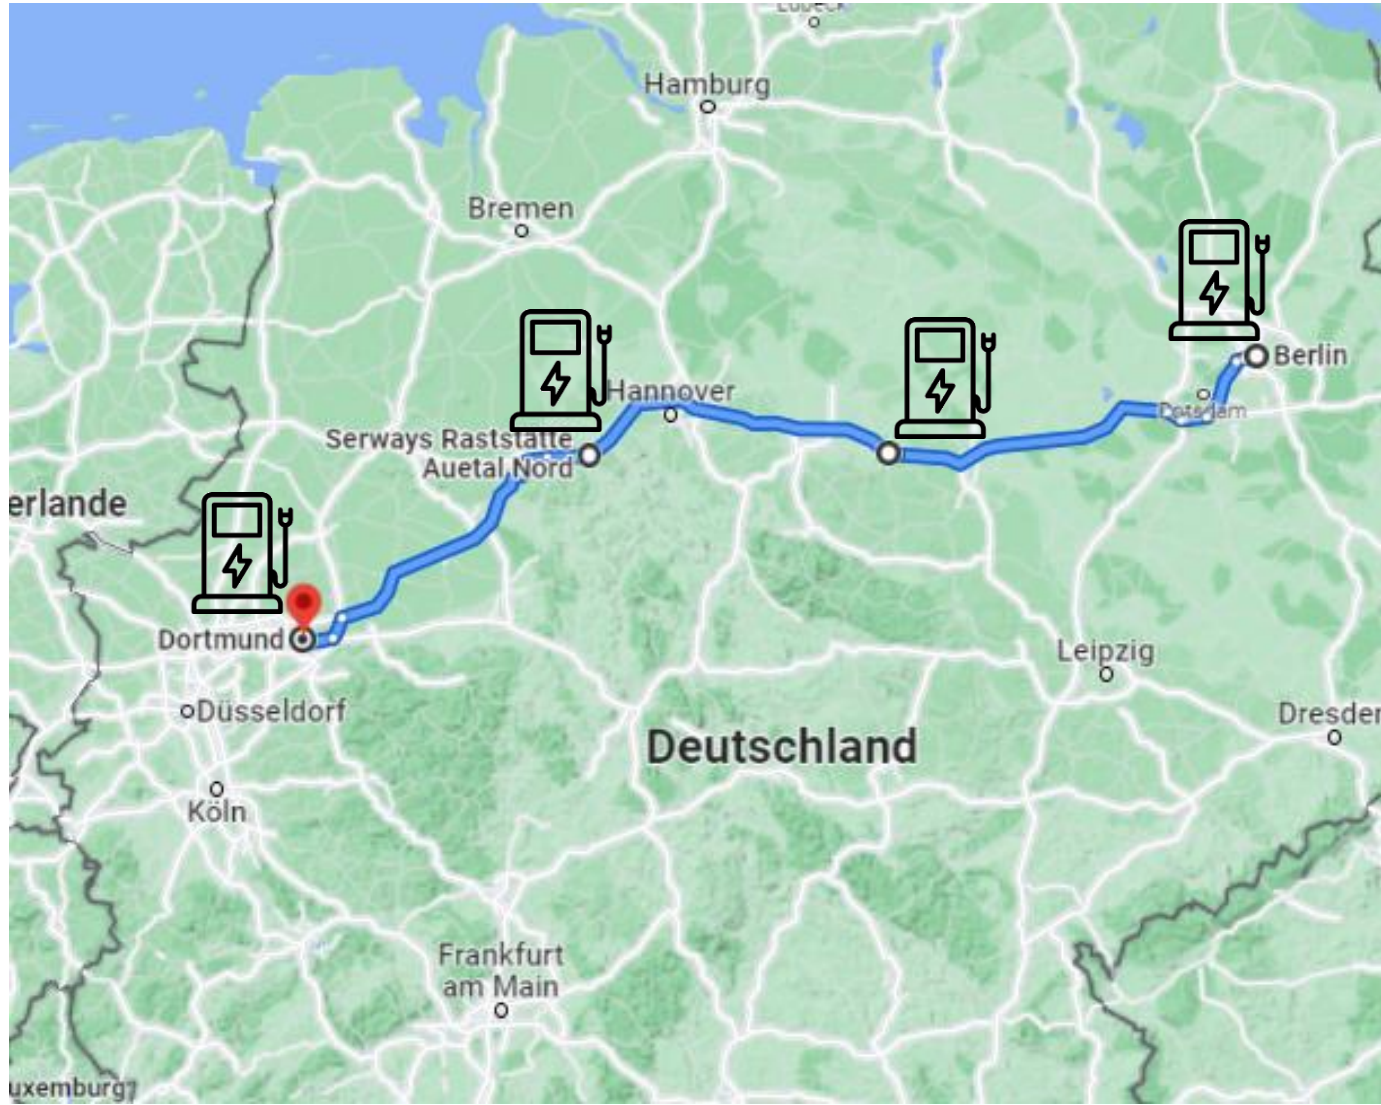 Lübeck
Hamburg
Bremen
Berlin
Hannover
Potsdam
Serways Raststätte
Auetal Nord
erlande
Dortmund
Leipzig
Düsseldorf
Dresden
Deutschland
Köln
Frankfurt
am Main
uxemburg